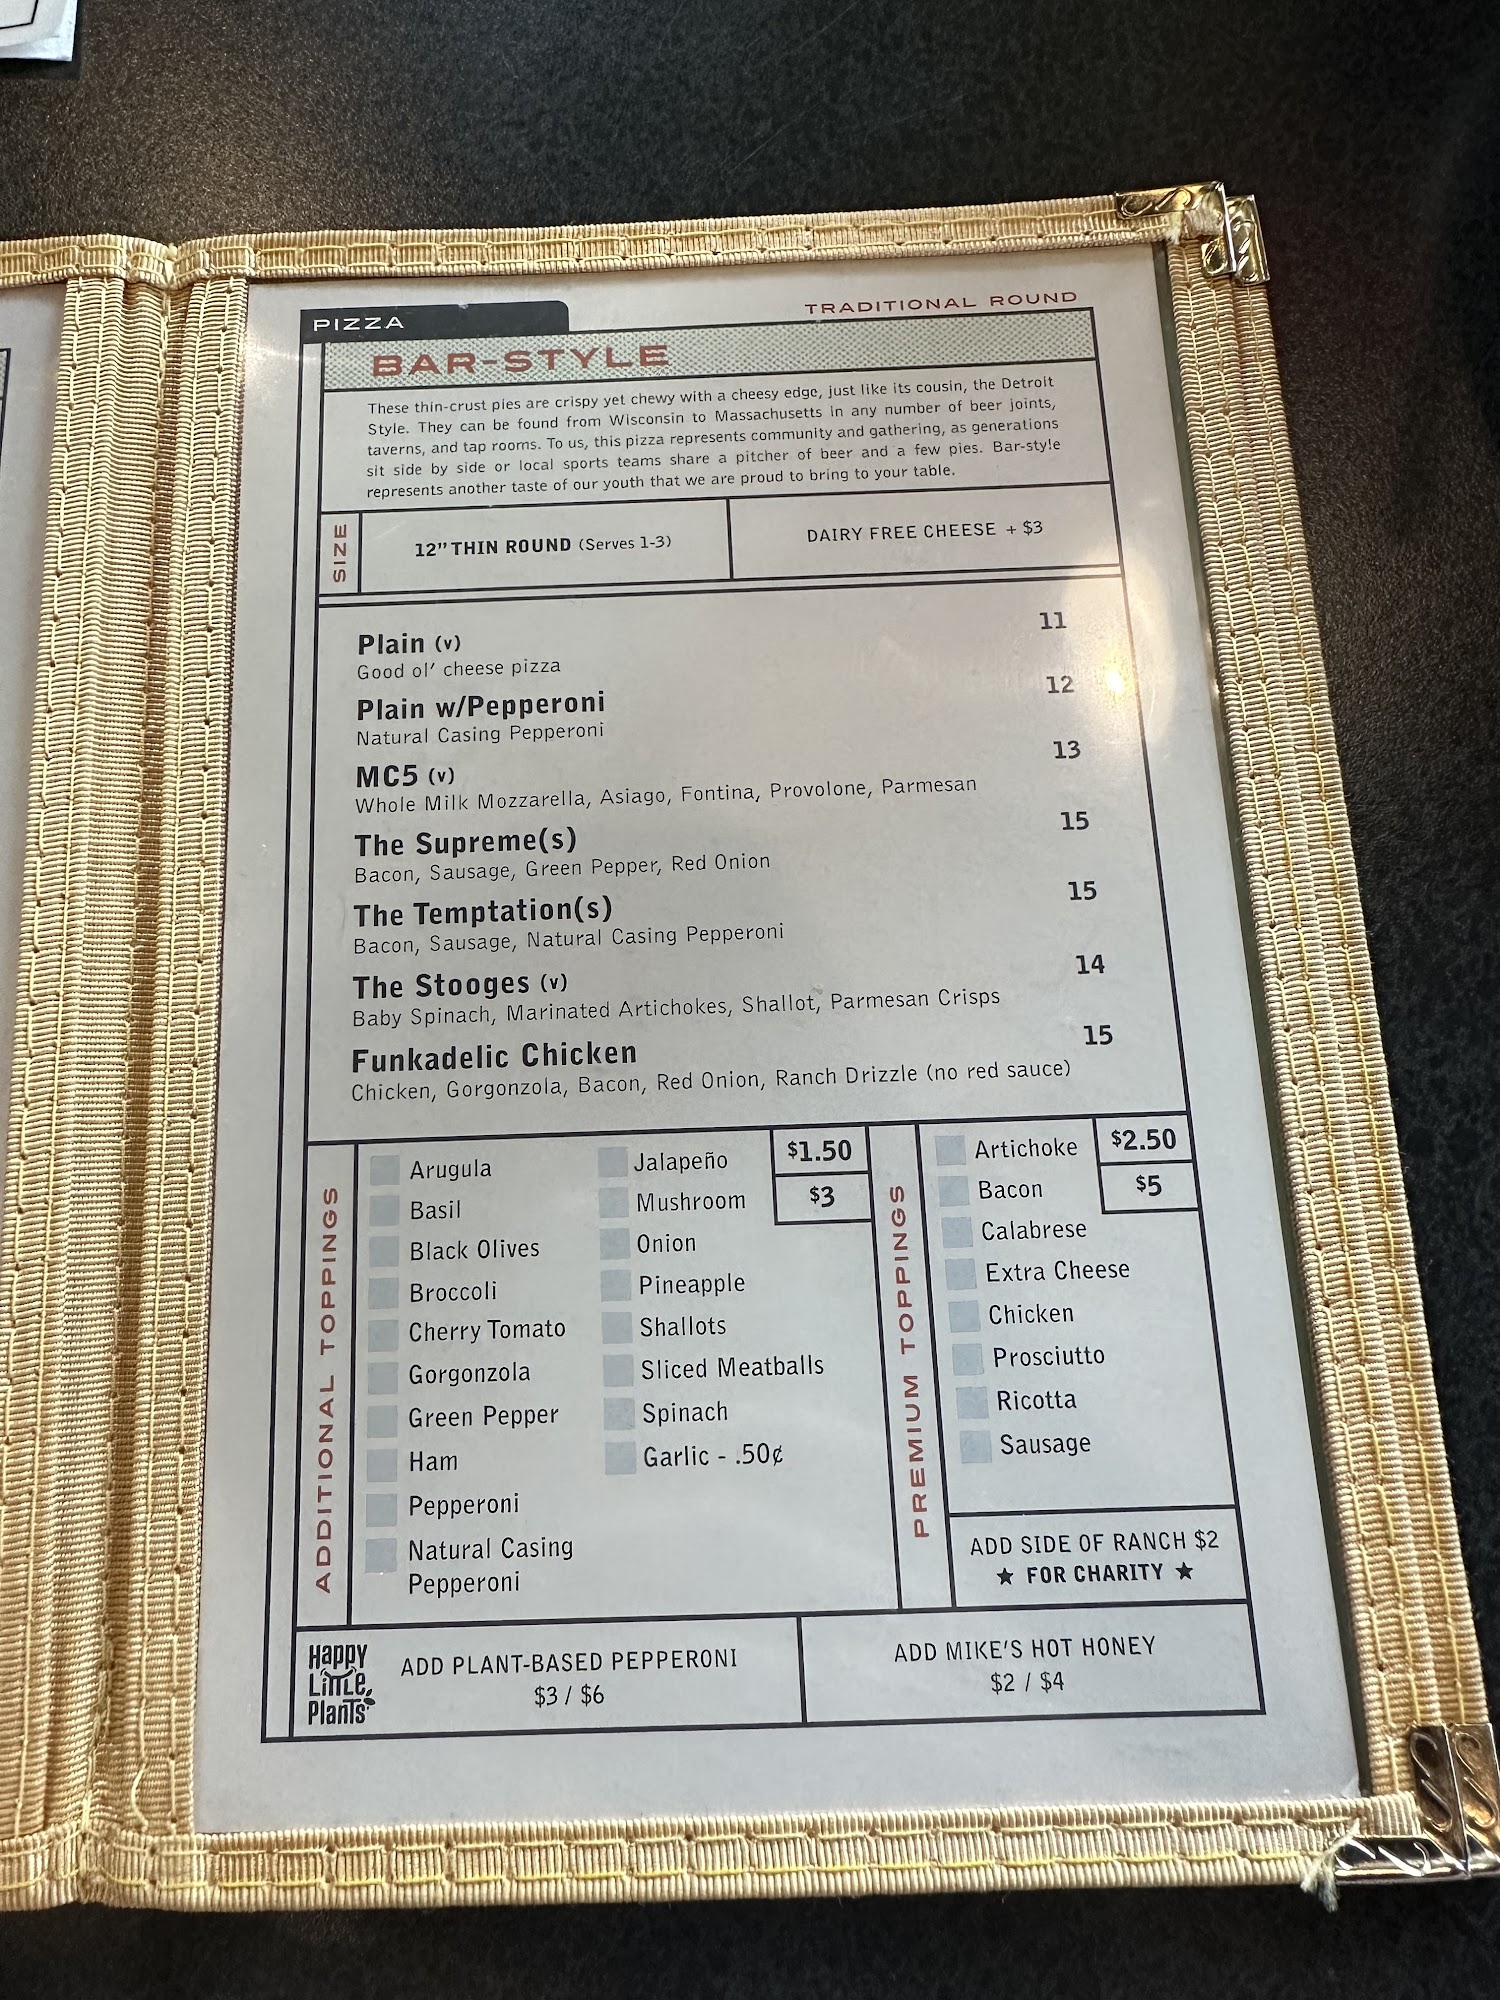 PIZZA
TRADITIONAL ROUND
BAR-STYLE
These thin-crust pies are crispy yet chewy with a cheesy edge, just like its cousin, the Detroit
Style. They can be found from Wisconsin to Massachusetts in any number of beer joints,
taverns, and tap rooms. To us, this pizza represents community and gathering, as generations
sit side by side or local sports teams share a pitcher of beer and a few pies. Bar-style
represents another taste of our youth that we are proud to bring to your table.
SIZE
12" THIN ROUND (Serves 1-3)
DAIRY FREE CHEESE + $3
Plain (v) 11
Good ol' cheese pizza
Plain w/Pepperoni 12
Natural Casing Pepperoni
MC5 (v) 13
Whole Milk Mozzarella, Asiago, Fontina, Provolone, Parmesan
The Supreme(s) 15
Bacon, Sausage, Green Pepper, Red Onion
The Temptation(s) 15
Bacon, Sausage, Natural Casing Pepperoni
The Stooges (v) 14
Baby Spinach, Marinated Artichokes, Shallot, Parmesan Crisps
Funkadelic Chicken 15
Chicken, Gorgonzola, Bacon, Red Onion, Ranch Drizzle (no red sauce)
ADDITIONAL TOPPINGS
$1.50
$3
Arugula
Basil
Black Olives
Broccoli
Cherry Tomato
Gorgonzola
Green Pepper
Ham
Pepperoni
Natural Casing
Pepperoni
Jalapeño
Mushroom
Onion
Pineapple
Shallots
Sliced Meatballs
Spinach
Garlic - .50¢
PREMIUM TOPPINGS
$2.50
$5
Artichoke
Bacon
Calabrese
Extra Cheese
Chicken
Prosciutto
Ricotta
Sausage
ADD SIDE OF RANCH $2
★ FOR CHARITY ★
Happy
Little
Plants
ADD PLANT-BASED PEPPERONI
$3 / $6
ADD MIKE'S HOT HONEY
$2 / $4